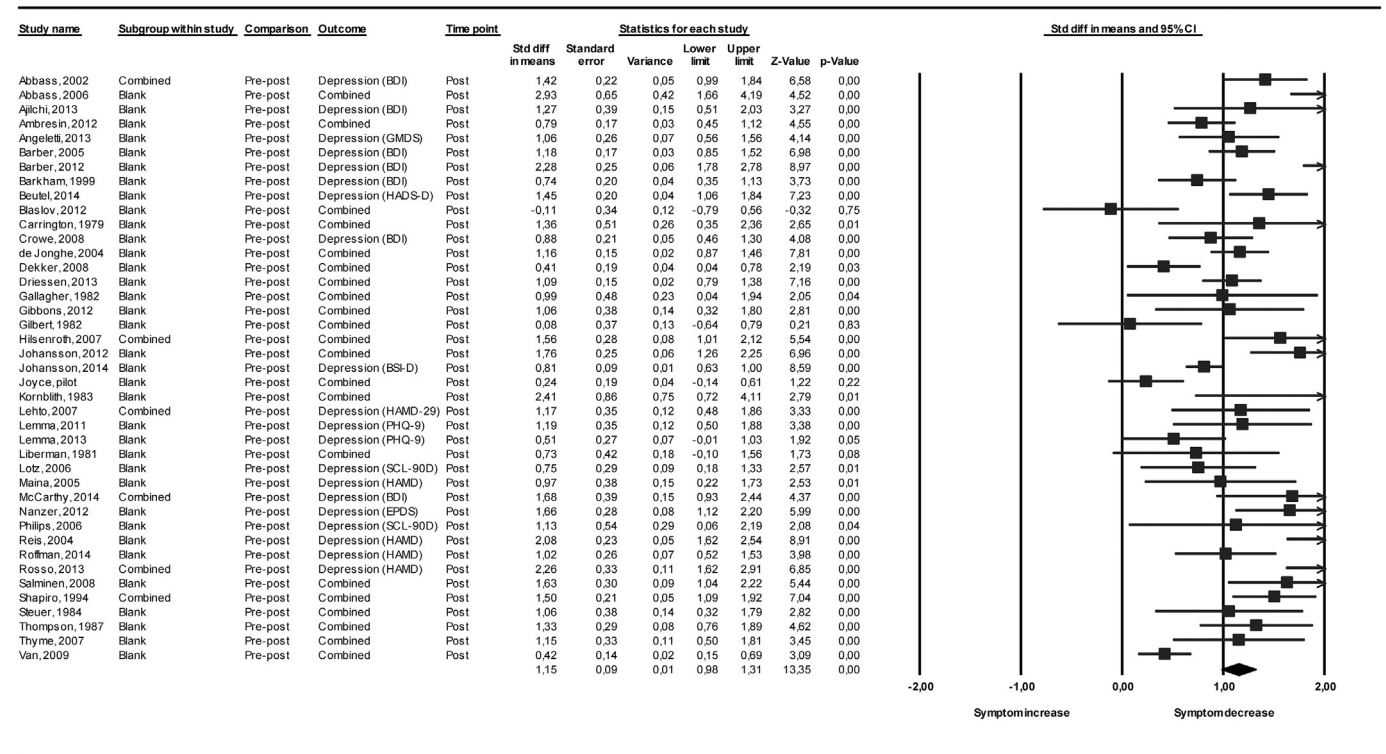 Study name Subgroup within study Comparison Outcome Time point Statistics for each study Std diff in means and 95% CI
Std diff Standard Lower Upper
in means error Variance limit limit Z-Value p-Value
Abbass, 2002 Combined Pre-post Depression (BDI) Post 1,42 0,22 0,05 0,99 1,84 6,58 0,00
Abbass, 2006 Blank Pre-post Combined Post 2,93 0,65 0,42 1,66 4,19 4,52 0,00
Ajilchi, 2013 Blank Pre-post Depression (BDI) Post 1,27 0,39 0,15 0,51 2,03 3,27 0,00
Ambresin, 2012 Blank Pre-post Combined Post 0,79 0,17 0,03 0,45 1,12 4,55 0,00
Angeletti, 2013 Blank Pre-post Depression (GMDS) Post 1,06 0,26 0,07 0,56 1,56 4,14 0,00
Barber, 2005 Blank Pre-post Depression (BDI) Post 1,18 0,17 0,03 0,85 1,52 6,98 0,00
Barber, 2012 Blank Pre-post Depression (BDI) Post 2,28 0,25 0,06 1,78 2,78 8,97 0,00
Barkham, 1999 Blank Pre-post Depression (BDI) Post 0,74 0,20 0,04 0,35 1,13 3,73 0,00
Beutel, 2014 Blank Pre-post Depression (HADS-D) Post 1,45 0,20 0,04 1,06 1,84 7,23 0,00
Blaslov, 2012 Blank Pre-post Combined Post -0,11 0,34 0,12 -0,79 0,56 -0,32 0,75
Carrington, 1979 Blank Pre-post Combined Post 1,36 0,51 0,26 0,35 2,36 2,65 0,01
Crowe, 2008 Blank Pre-post Depression (BDI) Post 0,88 0,21 0,05 0,46 1,30 4,08 0,00
de Jonghe, 2004 Blank Pre-post Combined Post 1,16 0,15 0,02 0,87 1,46 7,81 0,00
Dekker, 2008 Blank Pre-post Combined Post 0,41 0,19 0,04 0,04 0,78 2,19 0,03
Driessen, 2013 Blank Pre-post Combined Post 1,09 0,15 0,02 0,79 1,38 7,16 0,00
Gallagher, 1982 Blank Pre-post Combined Post 0,99 0,48 0,23 0,04 1,94 2,05 0,04
Gibbons, 2012 Blank Pre-post Combined Post 1,06 0,38 0,14 0,32 1,80 2,81 0,00
Gilbert, 1982 Blank Pre-post Combined Post 0,08 0,37 0,13 -0,64 0,79 0,21 0,83
Hilsenroth, 2007 Combined Pre-post Combined Post 1,56 0,28 0,08 1,01 2,12 5,54 0,00
Johansson, 2012 Blank Pre-post Combined Post 1,76 0,25 0,06 1,26 2,25 6,96 0,00
Johansson, 2014 Blank Pre-post Depression (BSI-D) Post 0,81 0,09 0,01 0,63 1,00 8,59 0,00
Joyce, pilot Blank Pre-post Combined Post 0,24 0,19 0,04 -0,14 0,61 1,22 0,22
Kornblith, 1983 Blank Pre-post Combined Post 2,41 0,86 0,75 0,72 4,11 2,79 0,01
Lehto, 2007 Combined Pre-post Depression (HAMD-29) Post 1,17 0,35 0,12 0,48 1,86 3,33 0,00
Lemma, 2011 Blank Pre-post Depression (PHQ-9) Post 1,19 0,35 0,12 0,50 1,88 3,38 0,00
Lemma, 2013 Blank Pre-post Depression (PHQ-9) Post 0,51 0,27 0,07 -0,01 1,03 1,92 0,05
Liberman, 1981 Blank Pre-post Combined Post 0,73 0,42 0,18 -0,10 1,56 1,73 0,08
Lotz, 2006 Blank Pre-post Depression (SCL-90D) Post 0,75 0,29 0,09 0,18 1,33 2,57 0,01
Maina, 2005 Blank Pre-post Depression (HAMD) Post 0,97 0,38 0,15 0,22 1,73 2,53 0,01
McCarthy, 2014 Combined Pre-post Depression (BDI) Post 1,68 0,39 0,15 0,93 2,44 4,37 0,00
Nanzer, 2012 Blank Pre-post Depression (EPDS) Post 1,66 0,28 0,08 1,12 2,20 5,99 0,00
Philips, 2006 Blank Pre-post Depression (SCL-90D) Post 1,13 0,54 0,29 0,06 2,19 2,08 0,04
Reis, 2004 Blank Pre-post Depression (HAMD) Post 2,08 0,23 0,05 1,62 2,54 8,91 0,00
Roffman, 2014 Blank Pre-post Depression (HAMD) Post 1,02 0,26 0,07 0,52 1,53 3,98 0,00
Rosso, 2013 Combined Pre-post Depression (HAMD) Post 2,26 0,33 0,11 1,62 2,91 6,85 0,00
Salminen, 2008 Blank Pre-post Combined Post 1,63 0,30 0,09 1,04 2,22 5,44 0,00
Shapiro, 1994 Combined Pre-post Combined Post 1,50 0,21 0,05 1,09 1,92 7,04 0,00
Steuer, 1984 Blank Pre-post Combined Post 1,06 0,38 0,14 0,32 1,79 2,82 0,00
Thompson, 1987 Blank Pre-post Combined Post 1,33 0,29 0,08 0,76 1,89 4,62 0,00
Thyme, 2007 Blank Pre-post Combined Post 1,15 0,33 0,11 0,50 1,81 3,45 0,00
Van, 2009 Blank Pre-post Combined Post 0,42 0,14 0,02 0,15 0,69 3,09 0,00
1,15 0,09 0,01 0,98 1,31 13,35 0,00
-2,00 -1,00 0,00 1,00 2,00
Symptom increase Symptom decrease